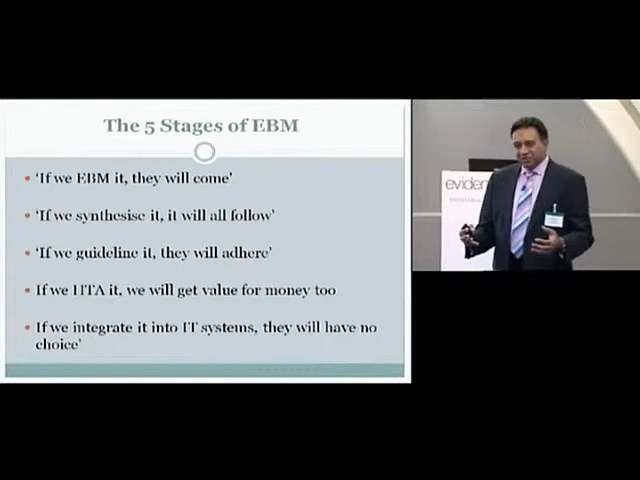 The 5 Stages of EBM
'If we EBM it, they will come'
'If we synthesise it, it will all follow'
'If we guideline it, they will adhere'
If we HTA it, we will get value for money too
If we integrate it into IT systems, they will have no
choice'
eviden